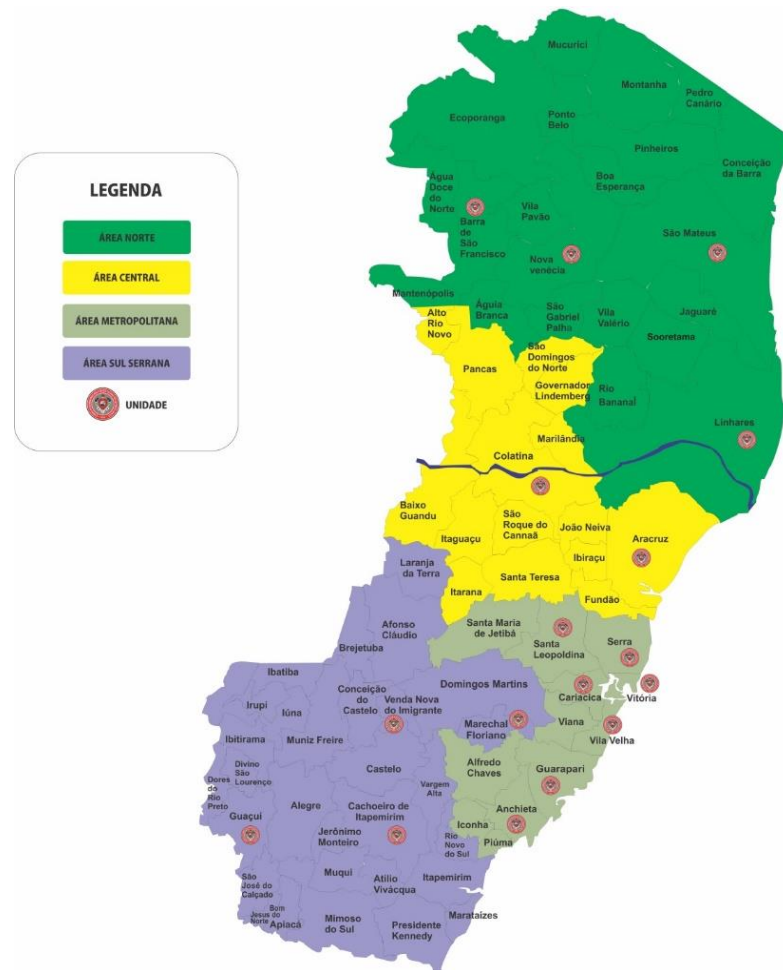 LEGENDA
ÁREA NORTE
ÁREA CENTRAL
ÁREA METROPOLITANA
ÁREA SUL SERRANA
UNIDADE
Mucurici
Montanha
Pedro
Canário
Ecoporanga
Ponto
Belo
Pinheiros
Conceição
da Barra
Água
Doce
do
Norte
Boa
Esperança
Vila
Pavão
Barra
de
São
Francisco
São Mateus
Nova
venécia
Mantenópolis
Águia
Branca
São
Gabriel
Palha
Vila
Valério
Jaguaré
Sooretama
Alto
Rio
Novo
São
Domingos
do Norte
Pancas
Governador
Lindemberg
Rio
Bananal
Linhares
Marilândia
Colatina
Baixo
Guandu
São
Roque do
Cannaã
João Neiva
Aracruz
Itaguaçu
Ibiraçu
Laranja
da Terra
Santa Teresa
Itarana
Fundão
Afonso
Cláudio
Santa Maria
de Jetibá
Santa
Leopoldina
Serra
Brejetuba
Ibatiba
Conceição
do
Castelo
Venda Nova
do Imigrante
Domingos Martins
Cariacica
Vitória
Irupi
Iúna
Marechal
Floriano
Viana
Vila Velha
Ibitirama
Muniz Freire
Divino
São
Lourenço
Castelo
Alfredo
Chaves
Guarapari
Dores
do
Rio
Preto
Vargem
Alta
Guaçuí
Alegre
Cachoeiro de
Itapemirim
Anchieta
Iconha
Jerônimo
Monteiro
Rio
Novo
do Sul
Piúma
Muqui
Atilio
Vivácqua
Itapemirim
São
José do
Calçado
Bom
Jesus do
Norte
Apiacá
Mimoso
do Sul
Presidente
Kennedy
Marataizes